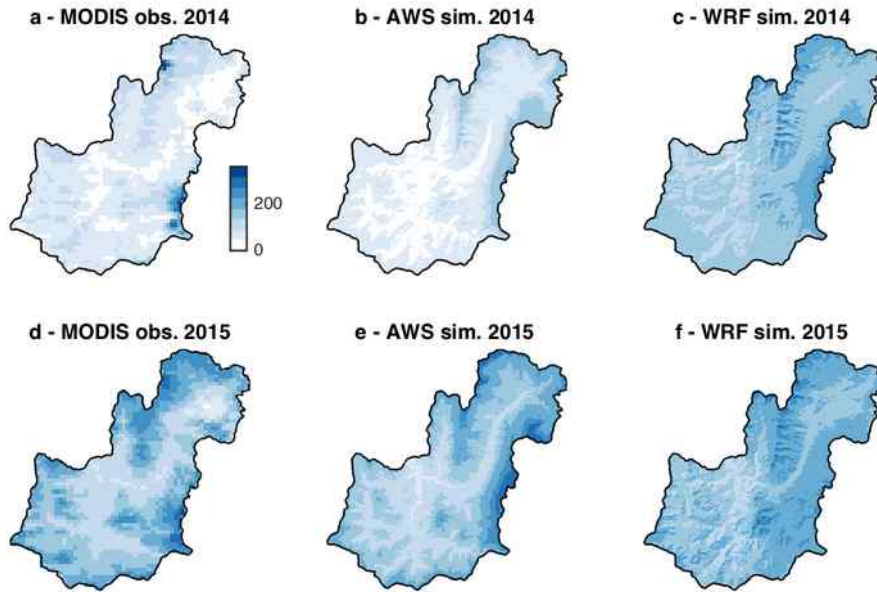 a - MODIS obs. 2014
b - AWS sim. 2014
c - WRF sim. 2014
200
0
d - MODIS obs. 2015
e - AWS sim. 2015
f - WRF sim. 2015